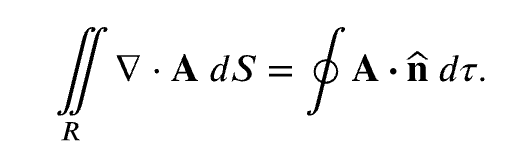 ∬_R ∇ · 𝐀 dS = ∮ 𝐀 · 𝐧̂ dτ.